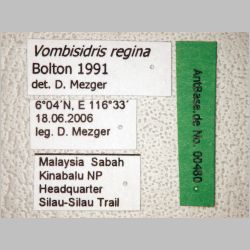 Vombisidris regina
Bolton 1991
det. D. Mezger
6°04´N, E 116°33´
18.06.2006
leg. D. Mezger
Malaysia Sabah
Kinabalu NP
Headquarter
Silau-Silau Trail
AntBase.de No. 00480